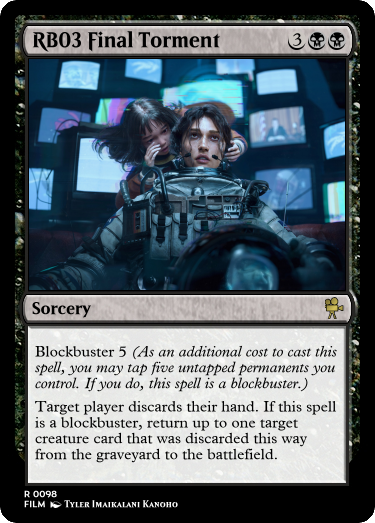 RB03 Final Torment 3
Sorcery
Blockbuster 5 (As an additional cost to cast this
spell, you may tap five untapped permanents you
control. If you do, this spell is a blockbuster.)
Target player discards their hand. If this spell
is a blockbuster, return up to one target
creature card that was discarded this way
from the graveyard to the battlefield.
R 0098
FILM Tyler Imaikalani Kanoho